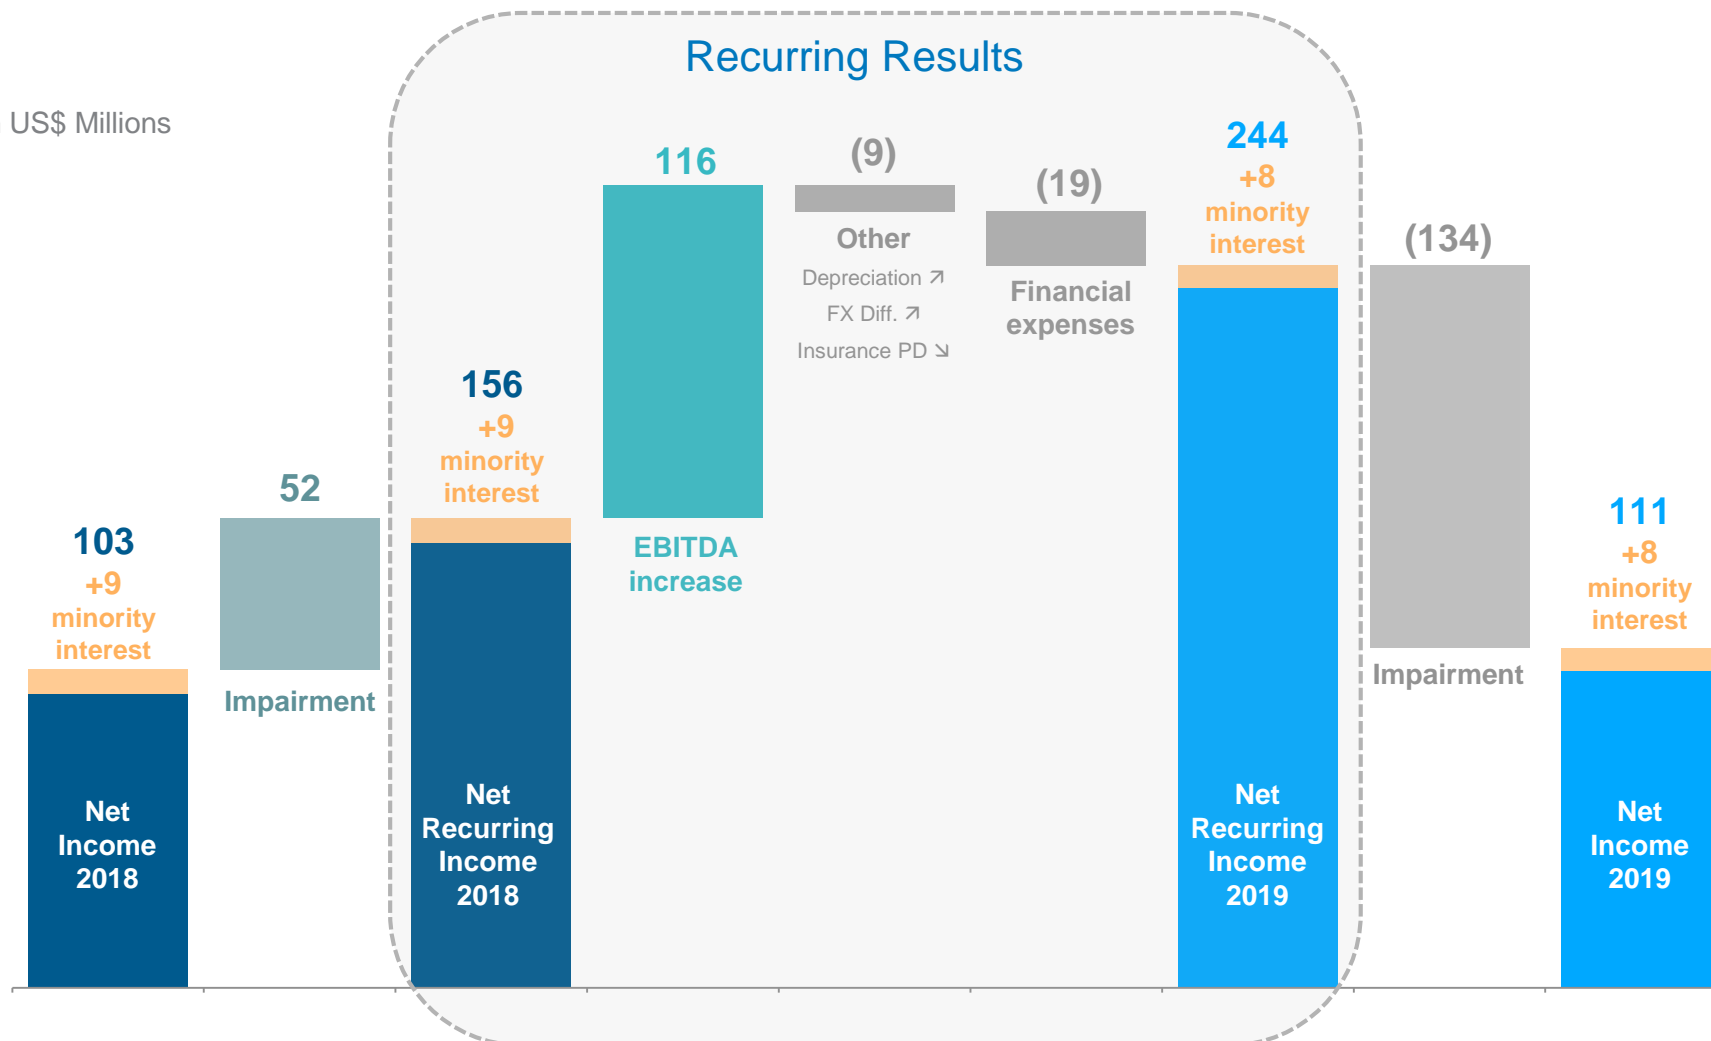 Recurring Results
US$ Millions
103
+9
minority
interest
Net
Income
2018
52
Impairment
156
+9
minority
interest
Net
Recurring
Income
2018
116
EBITDA
increase
(9)
Other
Depreciation ↗
FX Diff. ↗
Insurance PD ↘
(19)
Financial
expenses
244
+8
minority
interest
Net
Recurring
Income
2019
(134)
Impairment
111
+8
minority
interest
Net
Income
2019